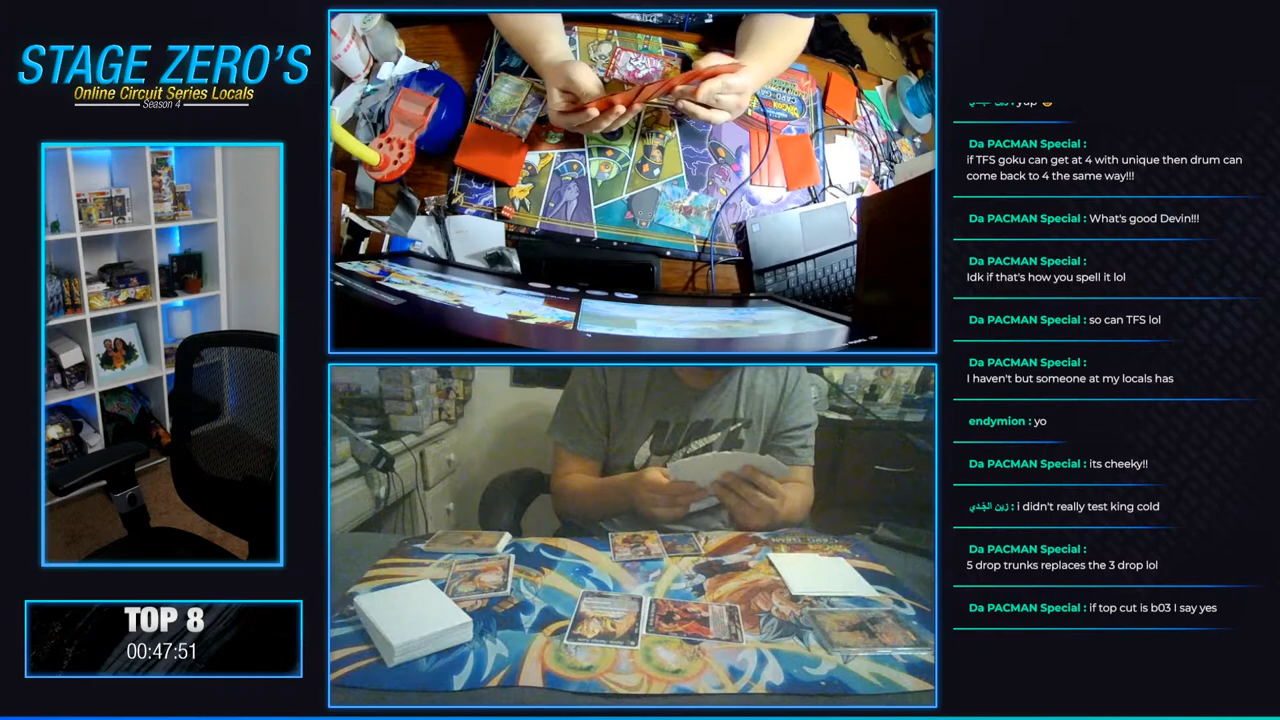 STAGE ZERO'S
Online Circuit Series Locals
Season 4
TOP 8
00:47:51
yup
Da PACMAN Special :
if TFS goku can get at 4 with unique then drum can
come back to 4 the same way!!!
Da PACMAN Special : What's good Devin!!!
Da PACMAN Special :
Idk if that's how you spell it lol
Da PACMAN Special : so can TFS lol
Da PACMAN Special :
I haven't but someone at my locals has
endymion : yo
Da PACMAN Special : its cheeky!!
زين الجَدي : i didn't really test king cold
Da PACMAN Special :
5 drop trunks replaces the 3 drop lol
Da PACMAN Special : if top cut is b03 I say yes